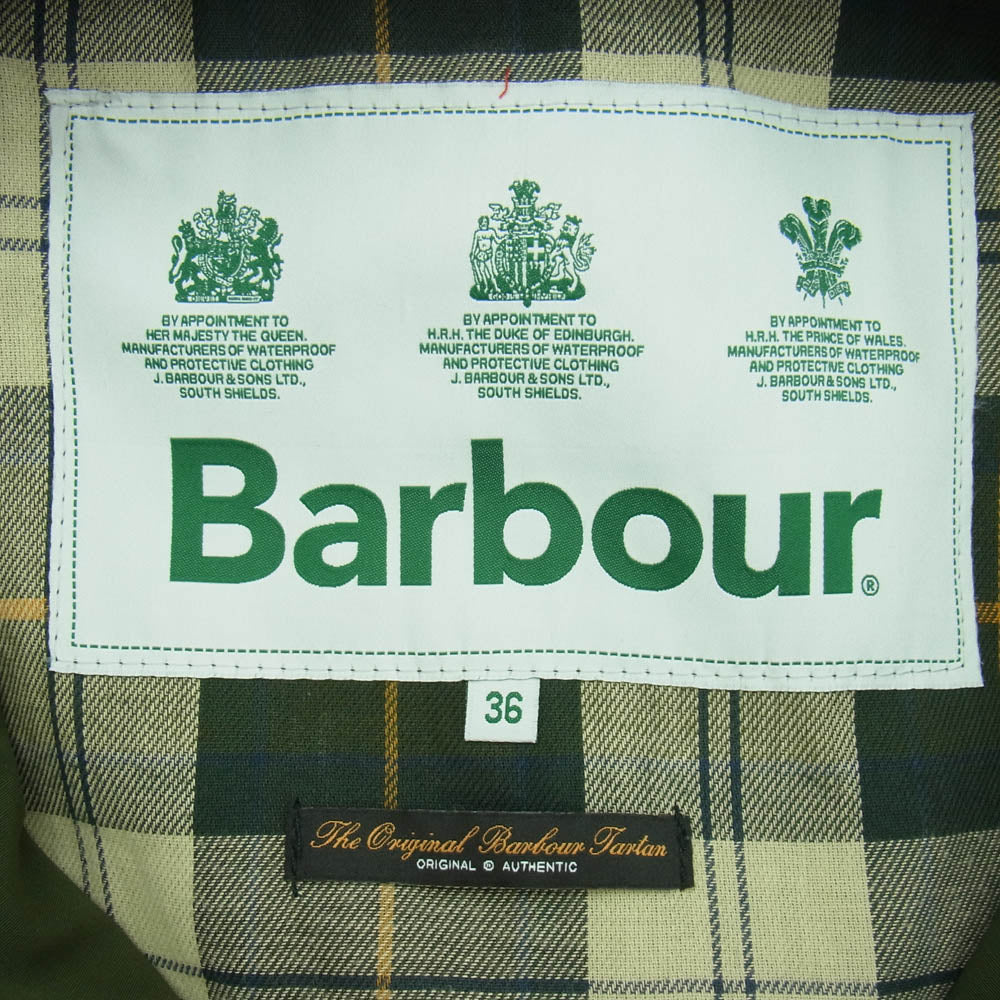 BY APPOINTMENT TO
HER MAJESTY THE QUEEN.
MANUFACTURERS OF WATERPROOF
AND PROTECTIVE CLOTHING
J. BARBOUR & SONS LTD.,
SOUTH SHIELDS.
BY APPOINTMENT TO
H.R.H. THE DUKE OF EDINBURGH.
MANUFACTURERS OF WATERPROOF
AND PROTECTIVE CLOTHING
J. BARBOUR & SONS LTD.,
SOUTH SHIELDS.
BY APPOINTMENT TO
H.R.H. THE PRINCE OF WALES.
MANUFACTURERS OF WATERPROOF
AND PROTECTIVE CLOTHING
J. BARBOUR & SONS LTD.,
SOUTH SHIELDS.
Barbour®
36
The Original Barbour Tartan
ORIGINAL ® AUTHENTIC